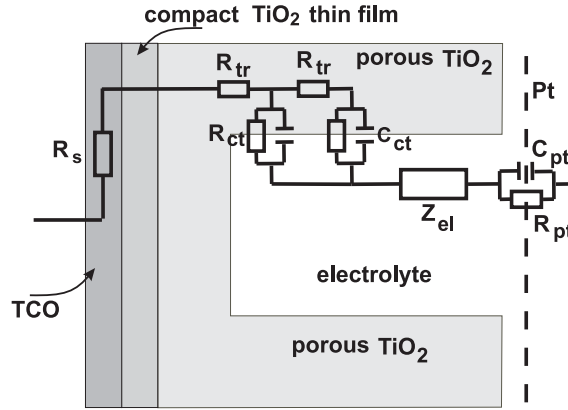 compact TiO2 thin film
Rtr
Rtr
porous TiO2
Pt
Rs
Rct
Cct
Cpt
Zel
Rpt
electrolyte
TCO
porous TiO2